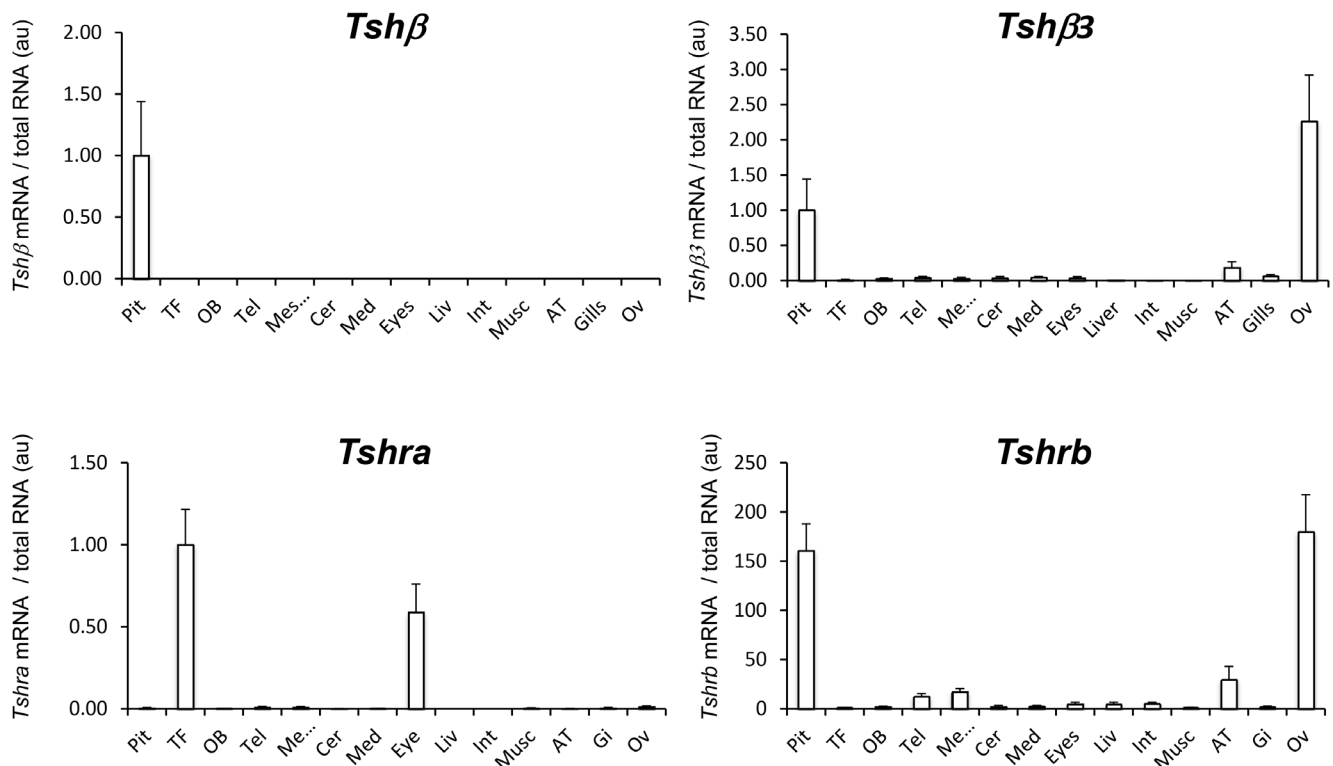 Tshβ
Tshβ mRNA / total RNA (au)
2.00
1.50
1.00
0.50
0.00
Pit TF OB Tel Mes... Cer Med Eyes Liv Int Musc AT Gills Ov
Tshβ3
Tshβ3 mRNA / total RNA (au)
3.50
3.00
2.50
2.00
1.50
1.00
0.50
0.00
Pit TF OB Tel Me... Cer Med Eyes Liver Int Musc AT Gills Ov
Tshra
Tshra mRNA / total RNA (au)
1.50
1.00
0.50
0.00
Pit TF OB Tel Me... Cer Med Eye Liv Int Musc AT Gi Ov
Tshrb
Tshrb mRNA / total RNA (au)
250
200
150
100
50
0
Pit TF OB Tel Me... Cer Med Eyes Liv Int Musc AT Gi Ov